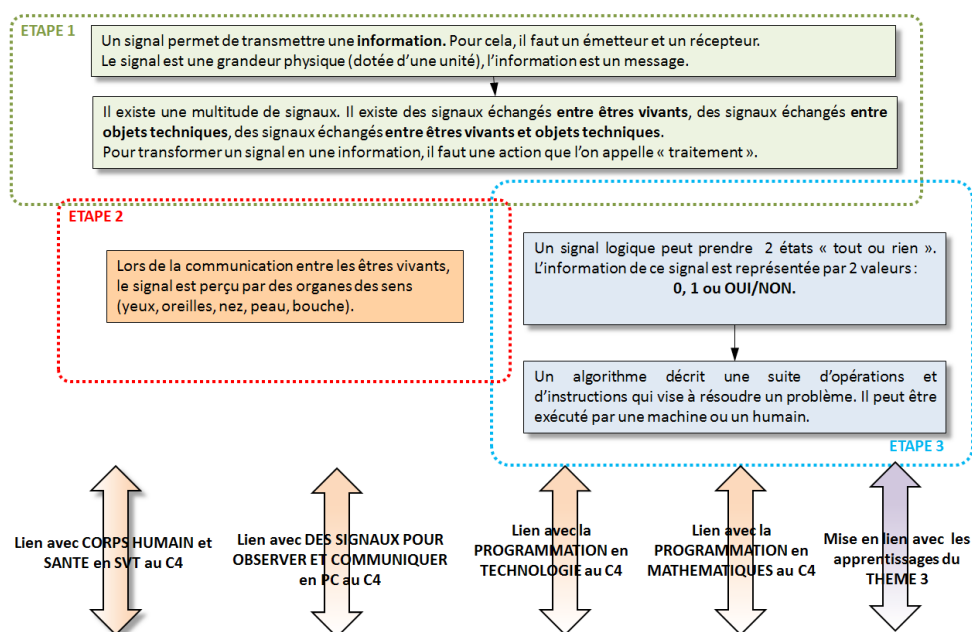 ETAPE 1
Un signal permet de transmettre une information. Pour cela, il faut un émetteur et un récepteur.
Le signal est une grandeur physique (dotée d'une unité), l'information est un message.
Il existe une multitude de signaux. Il existe des signaux échangés entre êtres vivants, des signaux échangés entre
objets techniques, des signaux échangés entre êtres vivants et objets techniques.
Pour transformer un signal en une information, il faut une action que l'on appelle « traitement ».
ETAPE 2
Lors de la communication entre les êtres vivants,
le signal est perçu par des organes des sens
(yeux, oreilles, nez, peau, bouche).
Un signal logique peut prendre 2 états « tout ou rien ».
L'information de ce signal est représentée par 2 valeurs :
0, 1 ou OUI/NON.
Un algorithme décrit une suite d'opérations et
d'instructions qui vise à résoudre un problème. Il peut être
exécuté par une machine ou un humain.
ETAPE 3
Lien avec CORPS HUMAIN et
SANTE en SVT au C4
Lien avec DES SIGNAUX POUR
OBSERVER ET COMMUNIQUER
en PC au C4
Lien avec la
PROGRAMMATION en
TECHNOLOGIE au C4
Lien avec la
PROGRAMMATION en
MATHEMATIQUES au C4
Mise en lien avec les
apprentissages du
THEME 3